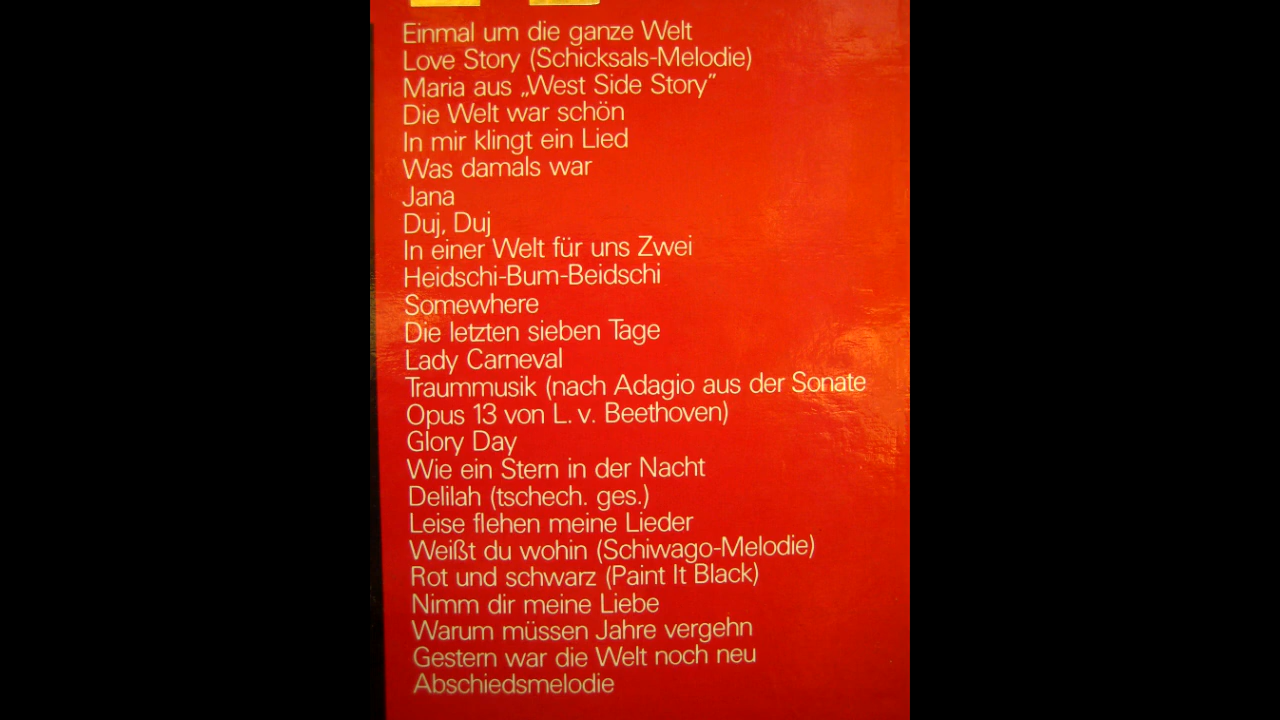 Einmal um die ganze Welt
Love Story (Schicksals-Melodie)
Maria aus „West Side Story"
Die Welt war schön
In mir klingt ein Lied
Was damals war
Jana
Duj, Duj
In einer Welt für uns Zwei
Heidschi-Bum-Beidschi
Somewhere
Die letzten sieben Tage
Lady Carneval
Traummusik (nach Adagio aus der Sonate
Opus 13 von L. v. Beethoven)
Glory Day
Wie ein Stern in der Nacht
Delilah (tschech. ges.)
Leise flehen meine Lieder
Weißt du wohin (Schiwago-Melodie)
Rot und schwarz (Paint It Black)
Nimm dir meine Liebe
Warum müssen Jahre vergehn
Gestern war die Welt noch neu
Abschiedsmelodie